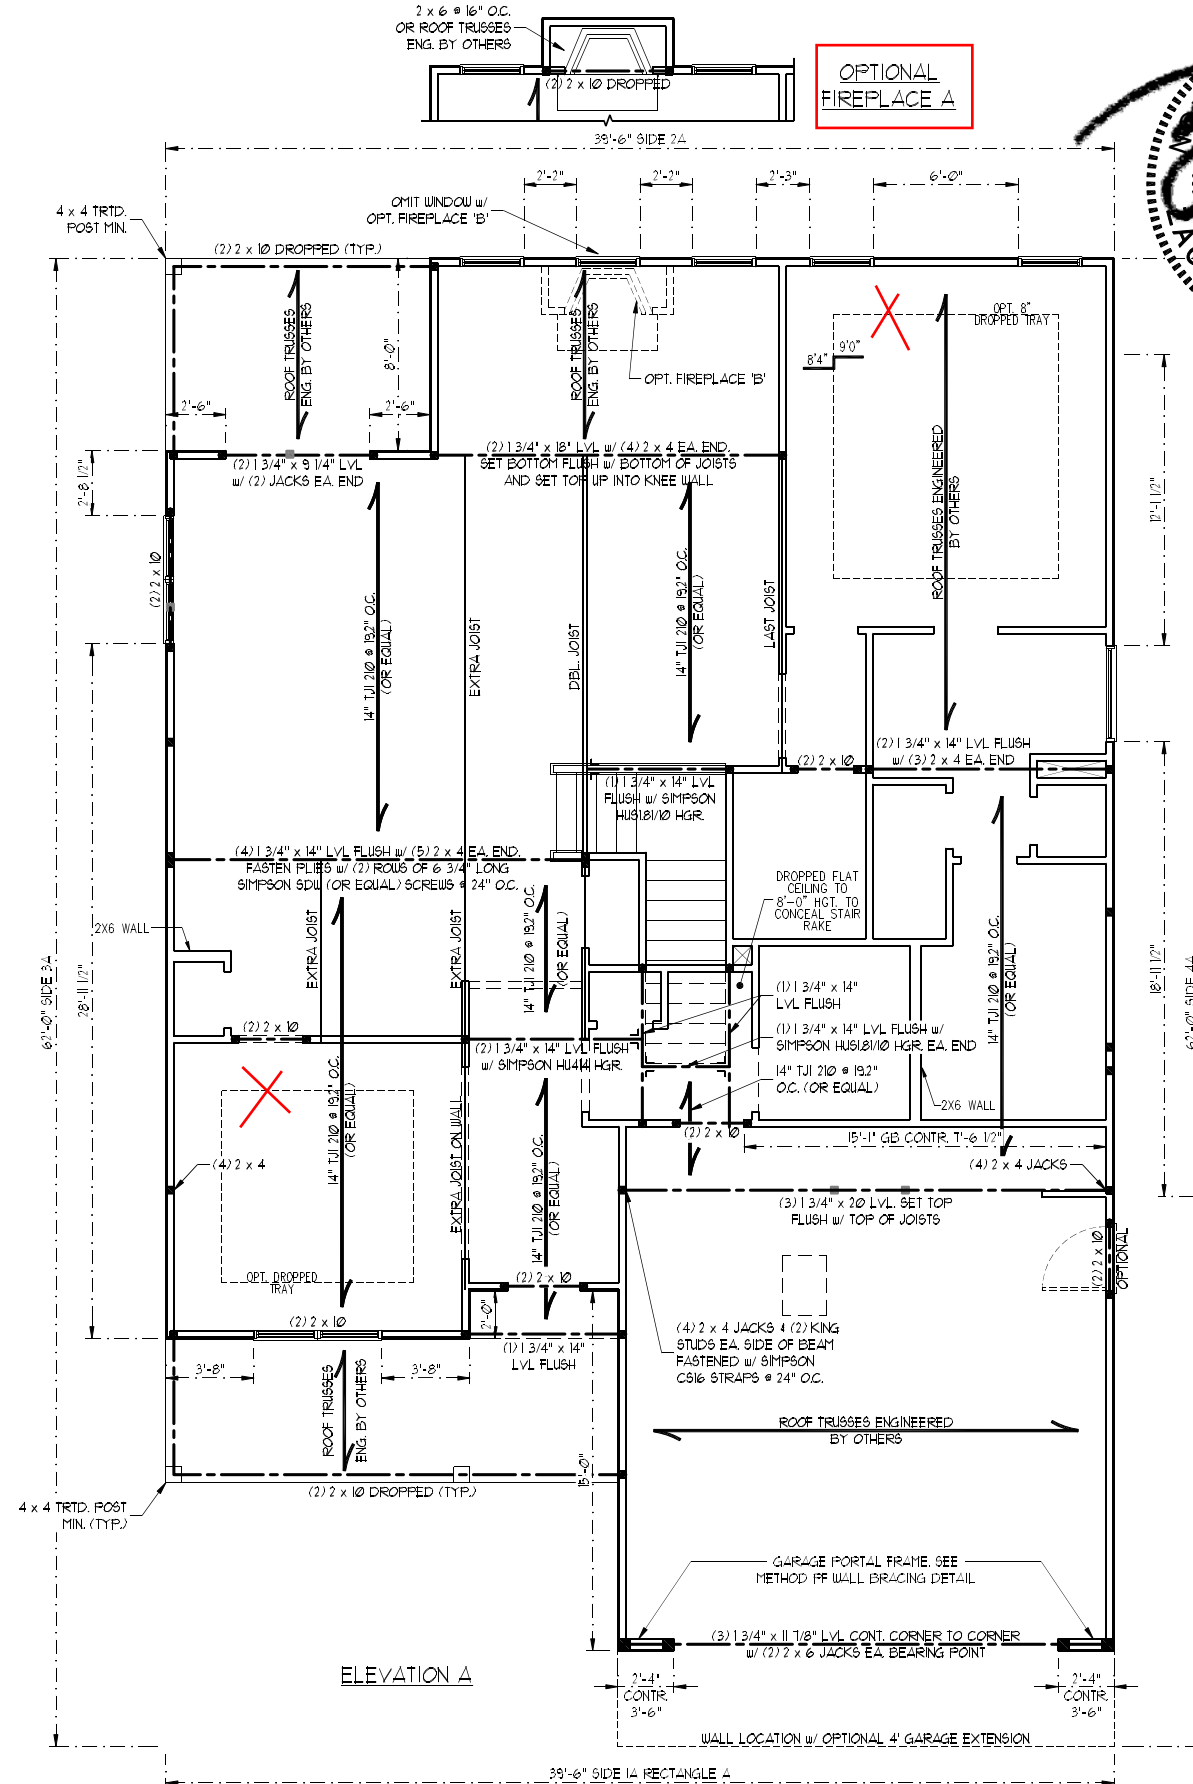 2 x 6 @ 16" O.C.
OR ROOF TRUSSES
ENG. BY OTHERS
(2) 2 x 10 DROPPED
OPTIONAL
FIREPLACE A
39'-6" SIDE 2A
2'-2"
2'-2"
2'-3"
6'-0"
OMIT WINDOW w/
OPT. FIREPLACE 'B'
4 x 4 TRTD.
POST MIN.
(2) 2 x 10 DROPPED (TYP.)
ROOF TRUSSES
ENG. BY OTHERS
8'-0"
ROOF TRUSSES
ENG. BY OTHERS
OPT. FIREPLACE 'B'
OPT. 8"
DROPPED TRAY
9'0"
8'4"
2'-6"
2'-6"
(2) 1 3/4" x 9 1/4" LVL
w/ (2) JACKS EA. END
(2) 1 3/4" x 18" LVL w/ (4) 2 x 4 EA. END.
SET BOTTOM FLUSH w/ BOTTOM OF JOISTS
AND SET TOP UP INTO KNEE WALL
ROOF TRUSSES ENGINEERED
BY OTHERS
2'-8 1/2"
12'-1 1/2"
(2) 2 x 10
14" TJI 210 @ 19.2" O.C.
(OR EQUAL)
EXTRA JOIST
DBL. JOIST
14" TJI 210 @ 19.2" O.C.
(OR EQUAL)
LAST JOIST
(2) 1 3/4" x 14" LVL FLUSH
w/ (3) 2 x 4 EA. END
(2) 2 x 10
(1) 1 3/4" x 14" LVL
FLUSH w/ SIMPSON
HUS1.81/10 HGR.
(4) 1 3/4" x 14" LVL FLUSH w/ (5) 2 x 4 EA. END.
FASTEN PLIES w/ (2) ROWS OF 6 3/4" LONG
SIMPSON SDW (OR EQUAL) SCREWS @ 24" O.C.
DROPPED FLAT
CEILING TO
8'-0" HGT. TO
CONCEAL STAIR
RAKE
2X6 WALL
EXTRA JOIST
EXTRA JOIST
14" TJI 210 @ 19.2" O.C.
(OR EQUAL)
14" TJI 210 @ 19.2" O.C.
(OR EQUAL)
18'-11 1/2"
62'-0" SIDE 3A
28'-11 1/2"
62'-0" SIDE 4A
(1) 1 3/4" x 14"
LVL FLUSH
(2) 2 x 10
(2) 1 3/4" x 14" LVL FLUSH
w/ SIMPSON HU414 HGR.
(1) 1 3/4" x 14" LVL FLUSH w/
SIMPSON HUS1.81/10 HGR. EA. END
14" TJI 210 @ 19.2"
O.C. (OR EQUAL)
2X6 WALL
14" TJI 210 @ 19.2" O.C.
(OR EQUAL)
EXTRA JOIST ON WALL
14" TJI 210 @ 19.2" O.C.
(OR EQUAL)
(2) 2 x 10
15'-1" GB CONTR. 7'-6 1/2"
(4) 2 x 4
(4) 2 x 4 JACKS
(3) 1 3/4" x 20 LVL. SET TOP
FLUSH w/ TOP OF JOISTS
(2) 2 x 10
OPTIONAL
OPT. DROPPED
TRAY
(2) 2 x 10
(2) 2 x 10
2'-0"
(1) 1 3/4" x 14"
LVL FLUSH
(4) 2 x 4 JACKS & (2) KING
STUDS EA. SIDE OF BEAM
FASTENED w/ SIMPSON
CS16 STRAPS @ 24" O.C.
3'-8"
3'-8"
ROOF TRUSSES
ENG. BY OTHERS
ROOF TRUSSES ENGINEERED
BY OTHERS
15'-0"
(2) 2 x 10 DROPPED (TYP.)
4 x 4 TRTD. POST
MIN. (TYP.)
GARAGE PORTAL FRAME. SEE
METHOD PF WALL BRACING DETAIL
(3) 1 3/4" x 11 7/8" LVL CONT. CORNER TO CORNER
w/ (2) 2 x 6 JACKS EA. BEARING POINT
ELEVATION A
2'-4"
CONTR.
3'-6"
2'-4"
CONTR.
3'-6"
WALL LOCATION w/ OPTIONAL 4' GARAGE EXTENSION
39'-6" SIDE 1A RECTANGLE A